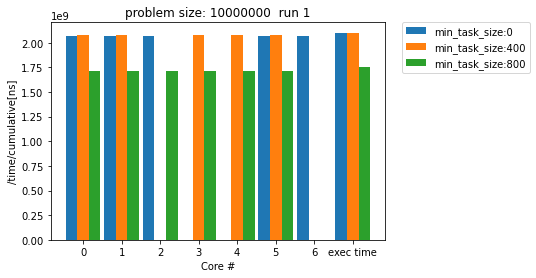 problem size: 10000000  run 1
1e9
2.00
1.75
1.50
1.25
1.00
0.75
0.50
0.25
0.00
/time/cumulative[ns]
0 1 2 3 4 5 6 exec time
Core #
min_task_size:0
min_task_size:400
min_task_size:800